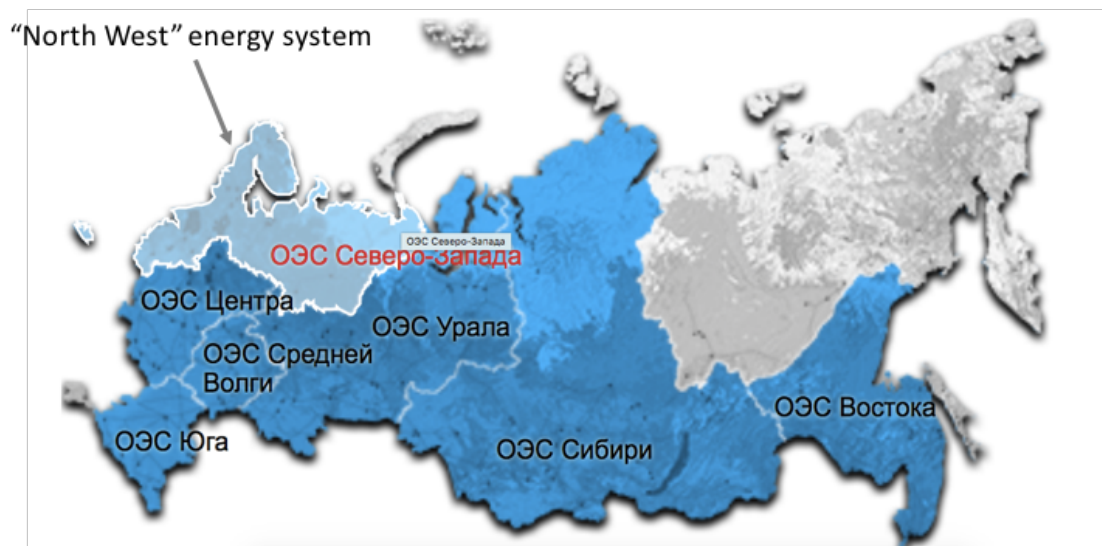 “North West” energy system
ОЭС Северо-Запада
ОЭС Северо-Запада
ОЭС Центра
ОЭС Урала
ОЭС Средней
Волги
ОЭС Востока
ОЭС Юга
ОЭС Сибири